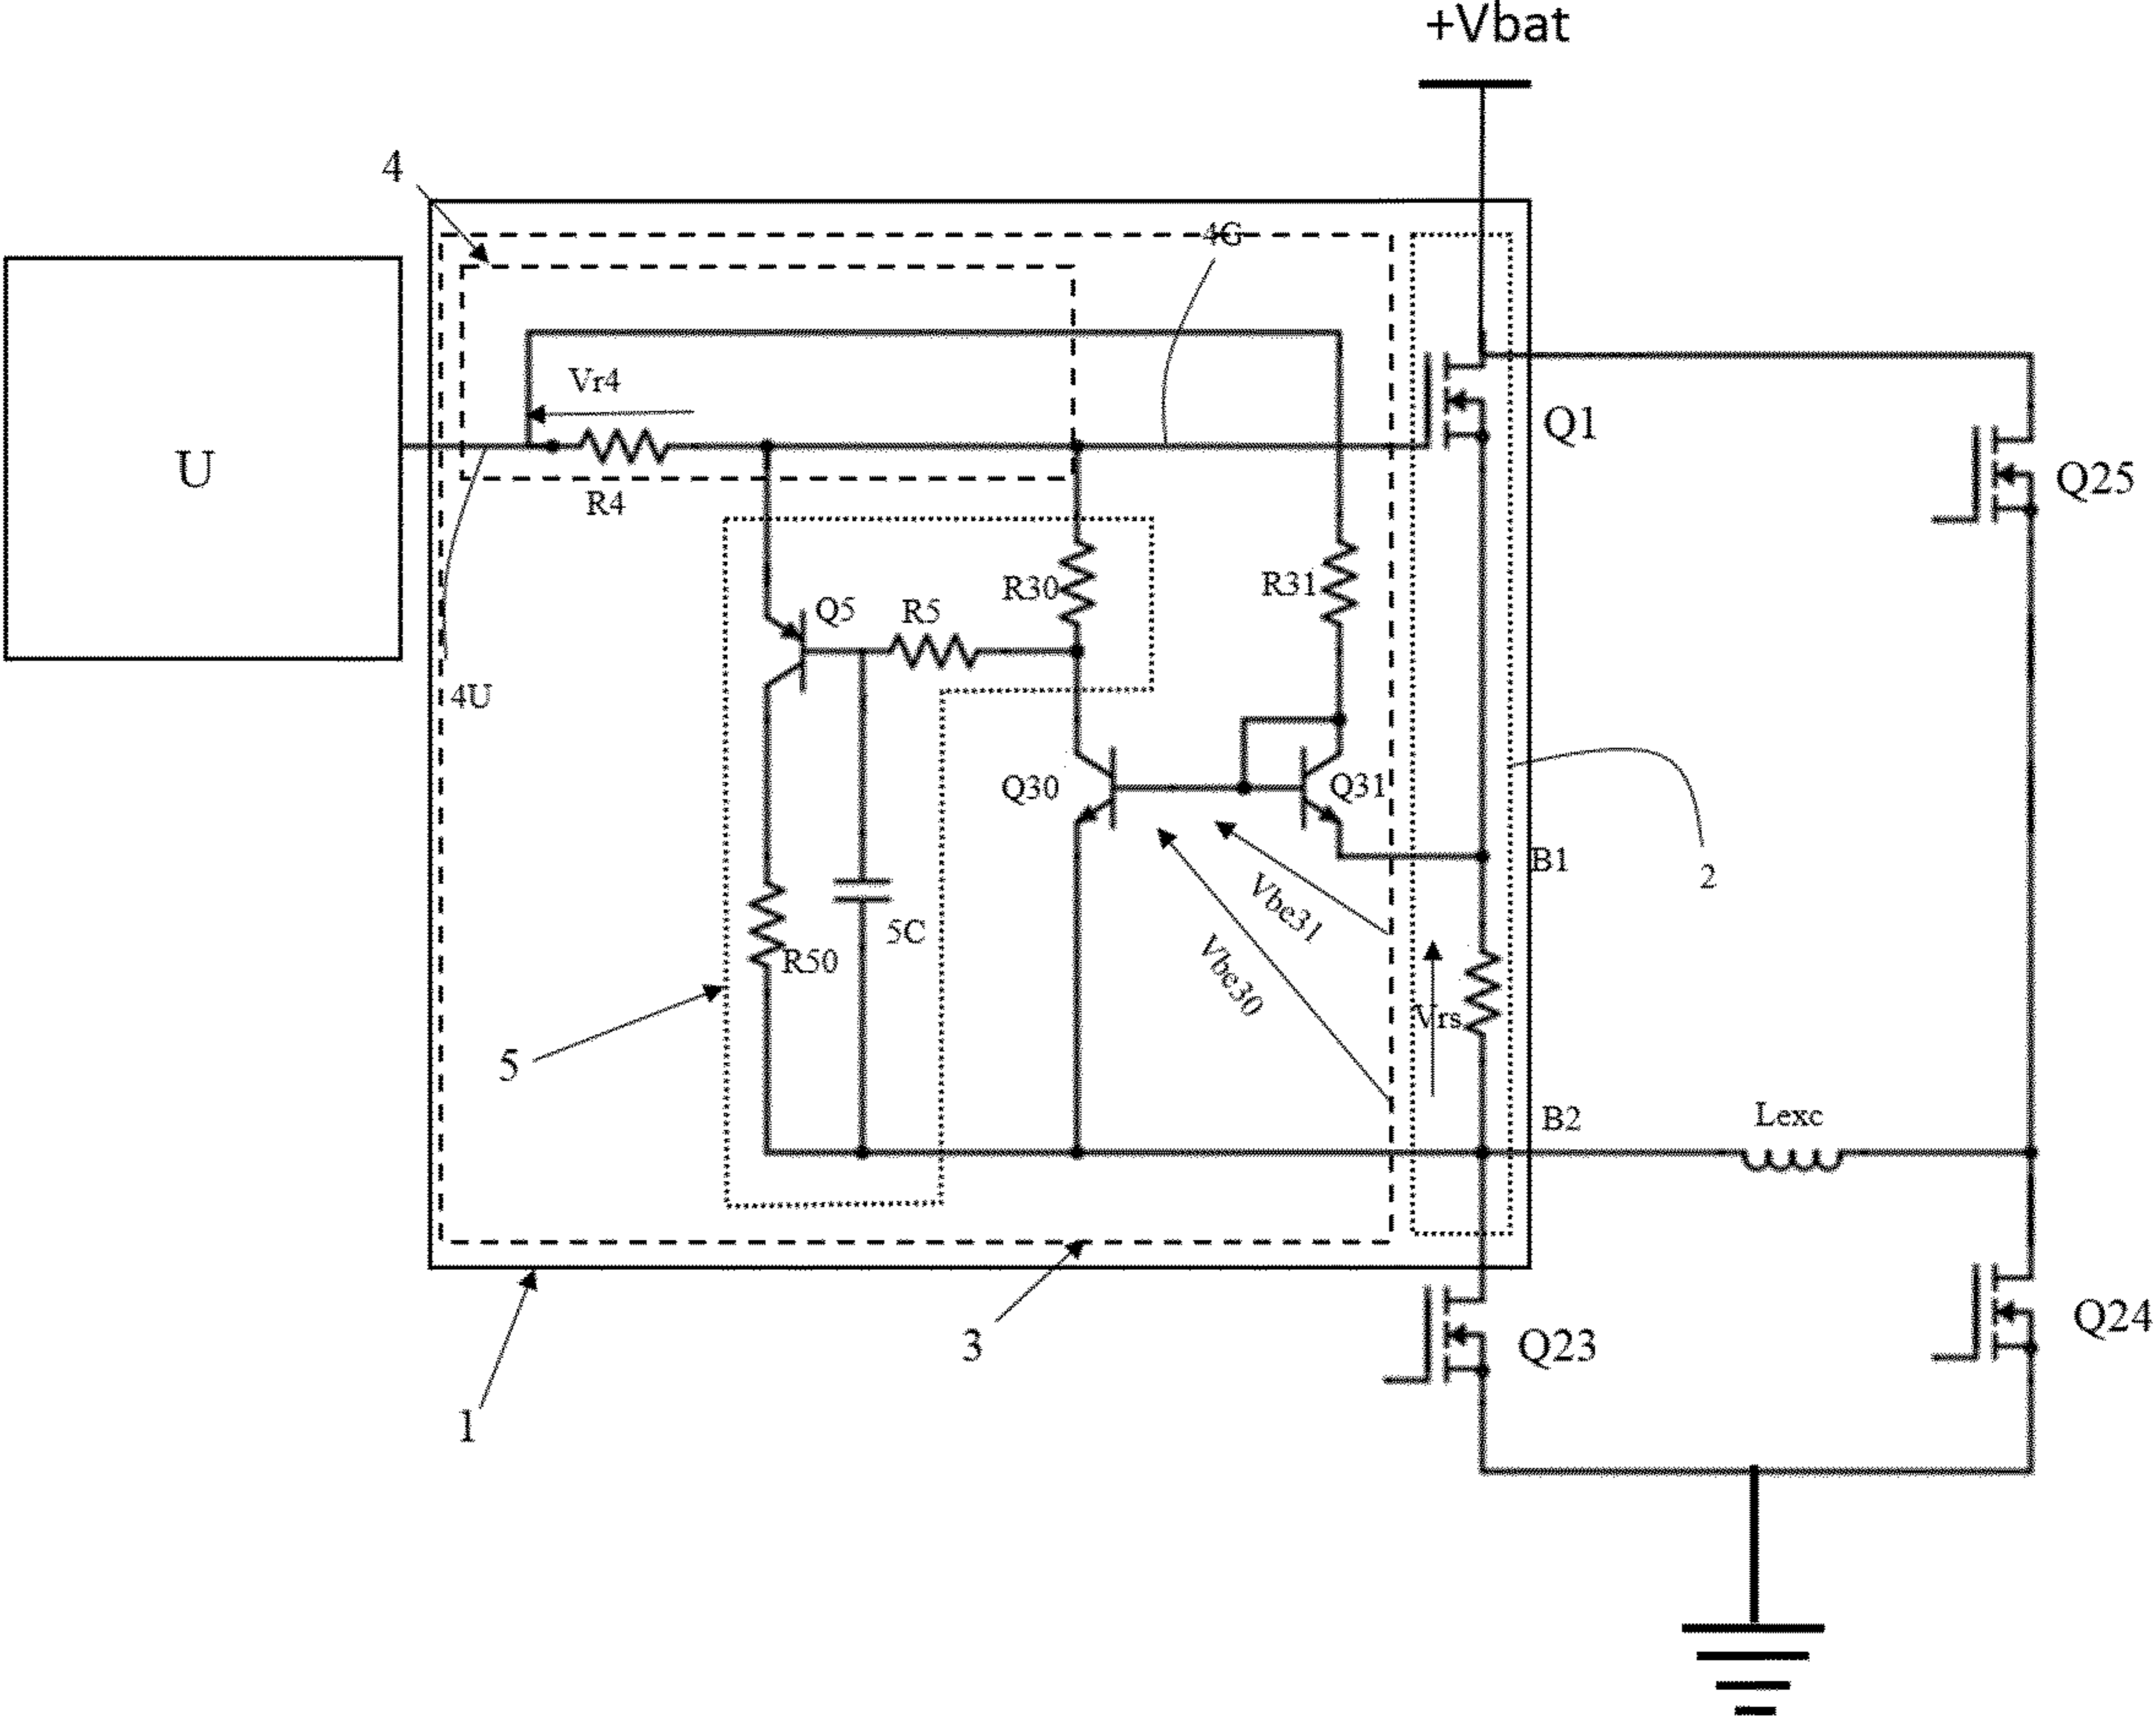 +Vbat
4
4G
Vr4
Q1
U
R4
Q25
R30
R31
Q5
R5
4U
Q30
Q31
B1
2
Vbe31
5C
R50
Vbe30
Vrs
5
B2
Lexc
Q24
3
Q23
1